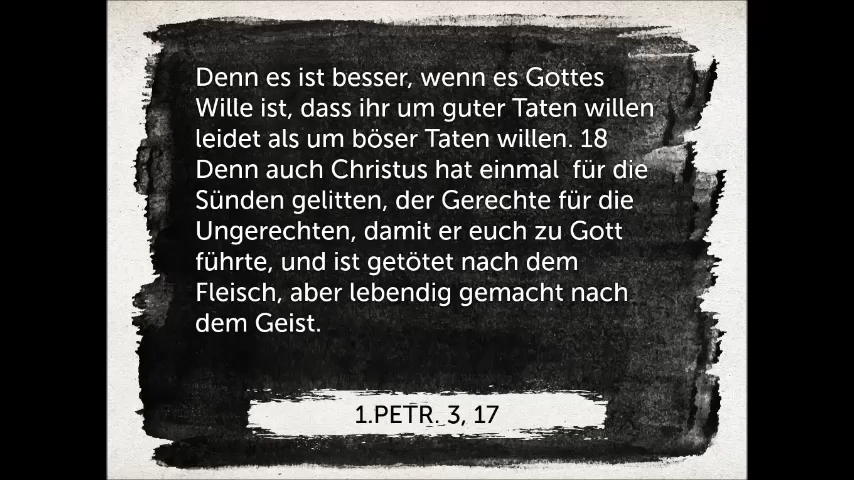 Denn es ist besser, wenn es Gottes
Wille ist, dass ihr um guter Taten willen
leidet als um böser Taten willen. 18
Denn auch Christus hat einmal  für die
Sünden gelitten, der Gerechte für die
Ungerechten, damit er euch zu Gott
führte, und ist getötet nach dem
Fleisch, aber lebendig gemacht nach
dem Geist.
1.PETR. 3, 17